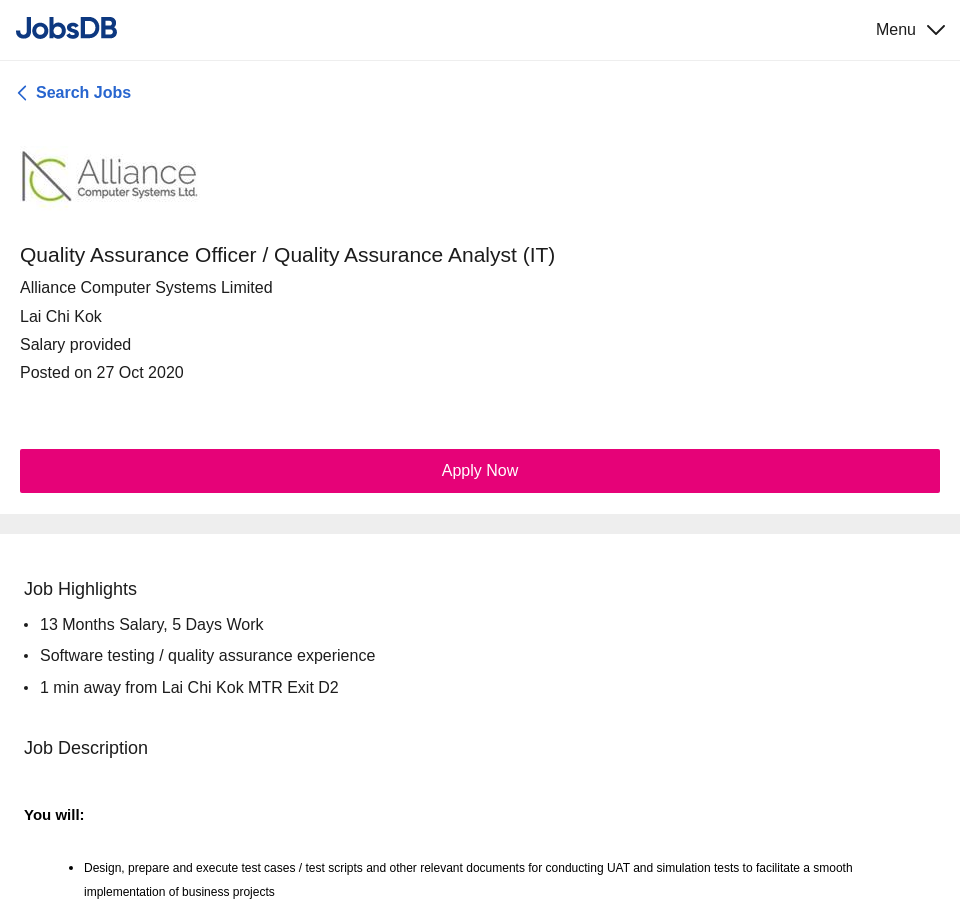 JobsDB
Menu
Search Jobs
Alliance
Computer Systems Ltd.
Quality Assurance Officer / Quality Assurance Analyst (IT)
Alliance Computer Systems Limited
Lai Chi Kok
Salary provided
Posted on 27 Oct 2020
Apply Now
Job Highlights
• 13 Months Salary, 5 Days Work
• Software testing / quality assurance experience
• 1 min away from Lai Chi Kok MTR Exit D2
Job Description
You will:
• Design, prepare and execute test cases / test scripts and other relevant documents for conducting UAT and simulation tests to facilitate a smooth
implementation of business projects